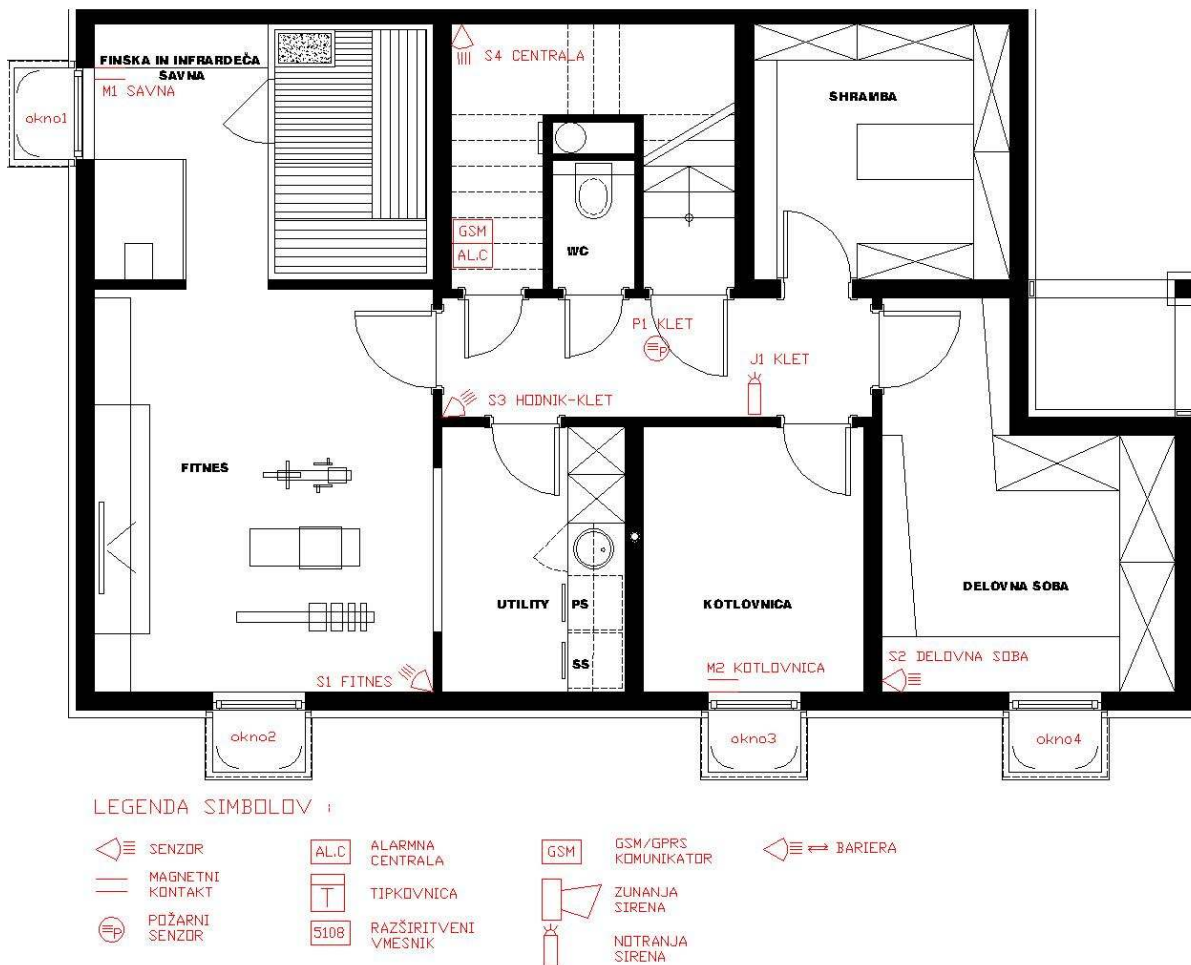 S4 CENTRALA
FINŠKA IN INFRARDEČA
SAVNA
M1 SAVNA
SHRAMBA
okno1
GSM
AL.C
WC
P1 KLET
P
J1 KLET
S3 HODNIK-KLET
FITNES
DELOVNA SOBA
UTILITY
PS
KOTLOVNICA
SS
S2 DELOVNA SOBA
M2 KOTLOVNICA
S1 FITNES
okno2
okno3
okno4
LEGENDA SIMBOLOV :
SENZOR
MAGNETNI
KONTAKT
P
POŽARNI
SENZOR
AL.C
ALARMNA
CENTRALA
T
TIPKOVNICA
5108
RAZŠIRITVENI
VMESNIK
GSM
GSM/GPRS
KOMUNIKATOR
ZUNANJA
SIRENA
NOTRANJA
SIRENA
BARIERA